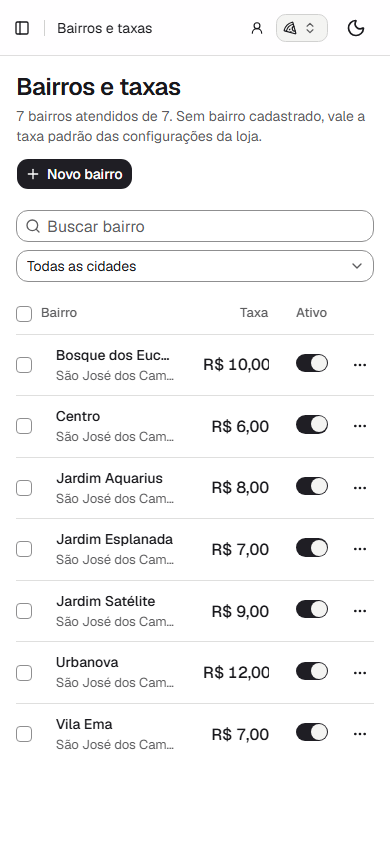 Bairros e taxas
Bairros e taxas
7 bairros atendidos de 7. Sem bairro cadastrado, vale a
taxa padrão das configurações da loja.
Novo bairro
Buscar bairro
Todas as cidades
Bairro Taxa Ativo
Bosque dos Euc... R$ 10,00
São José dos Cam...
Centro R$ 6,00
São José dos Cam...
Jardim Aquarius R$ 8,00
São José dos Cam...
Jardim Esplanada R$ 7,00
São José dos Cam...
Jardim Satélite R$ 9,00
São José dos Cam...
Urbanova R$ 12,00
São José dos Cam...
Vila Ema R$ 7,00
São José dos Cam...